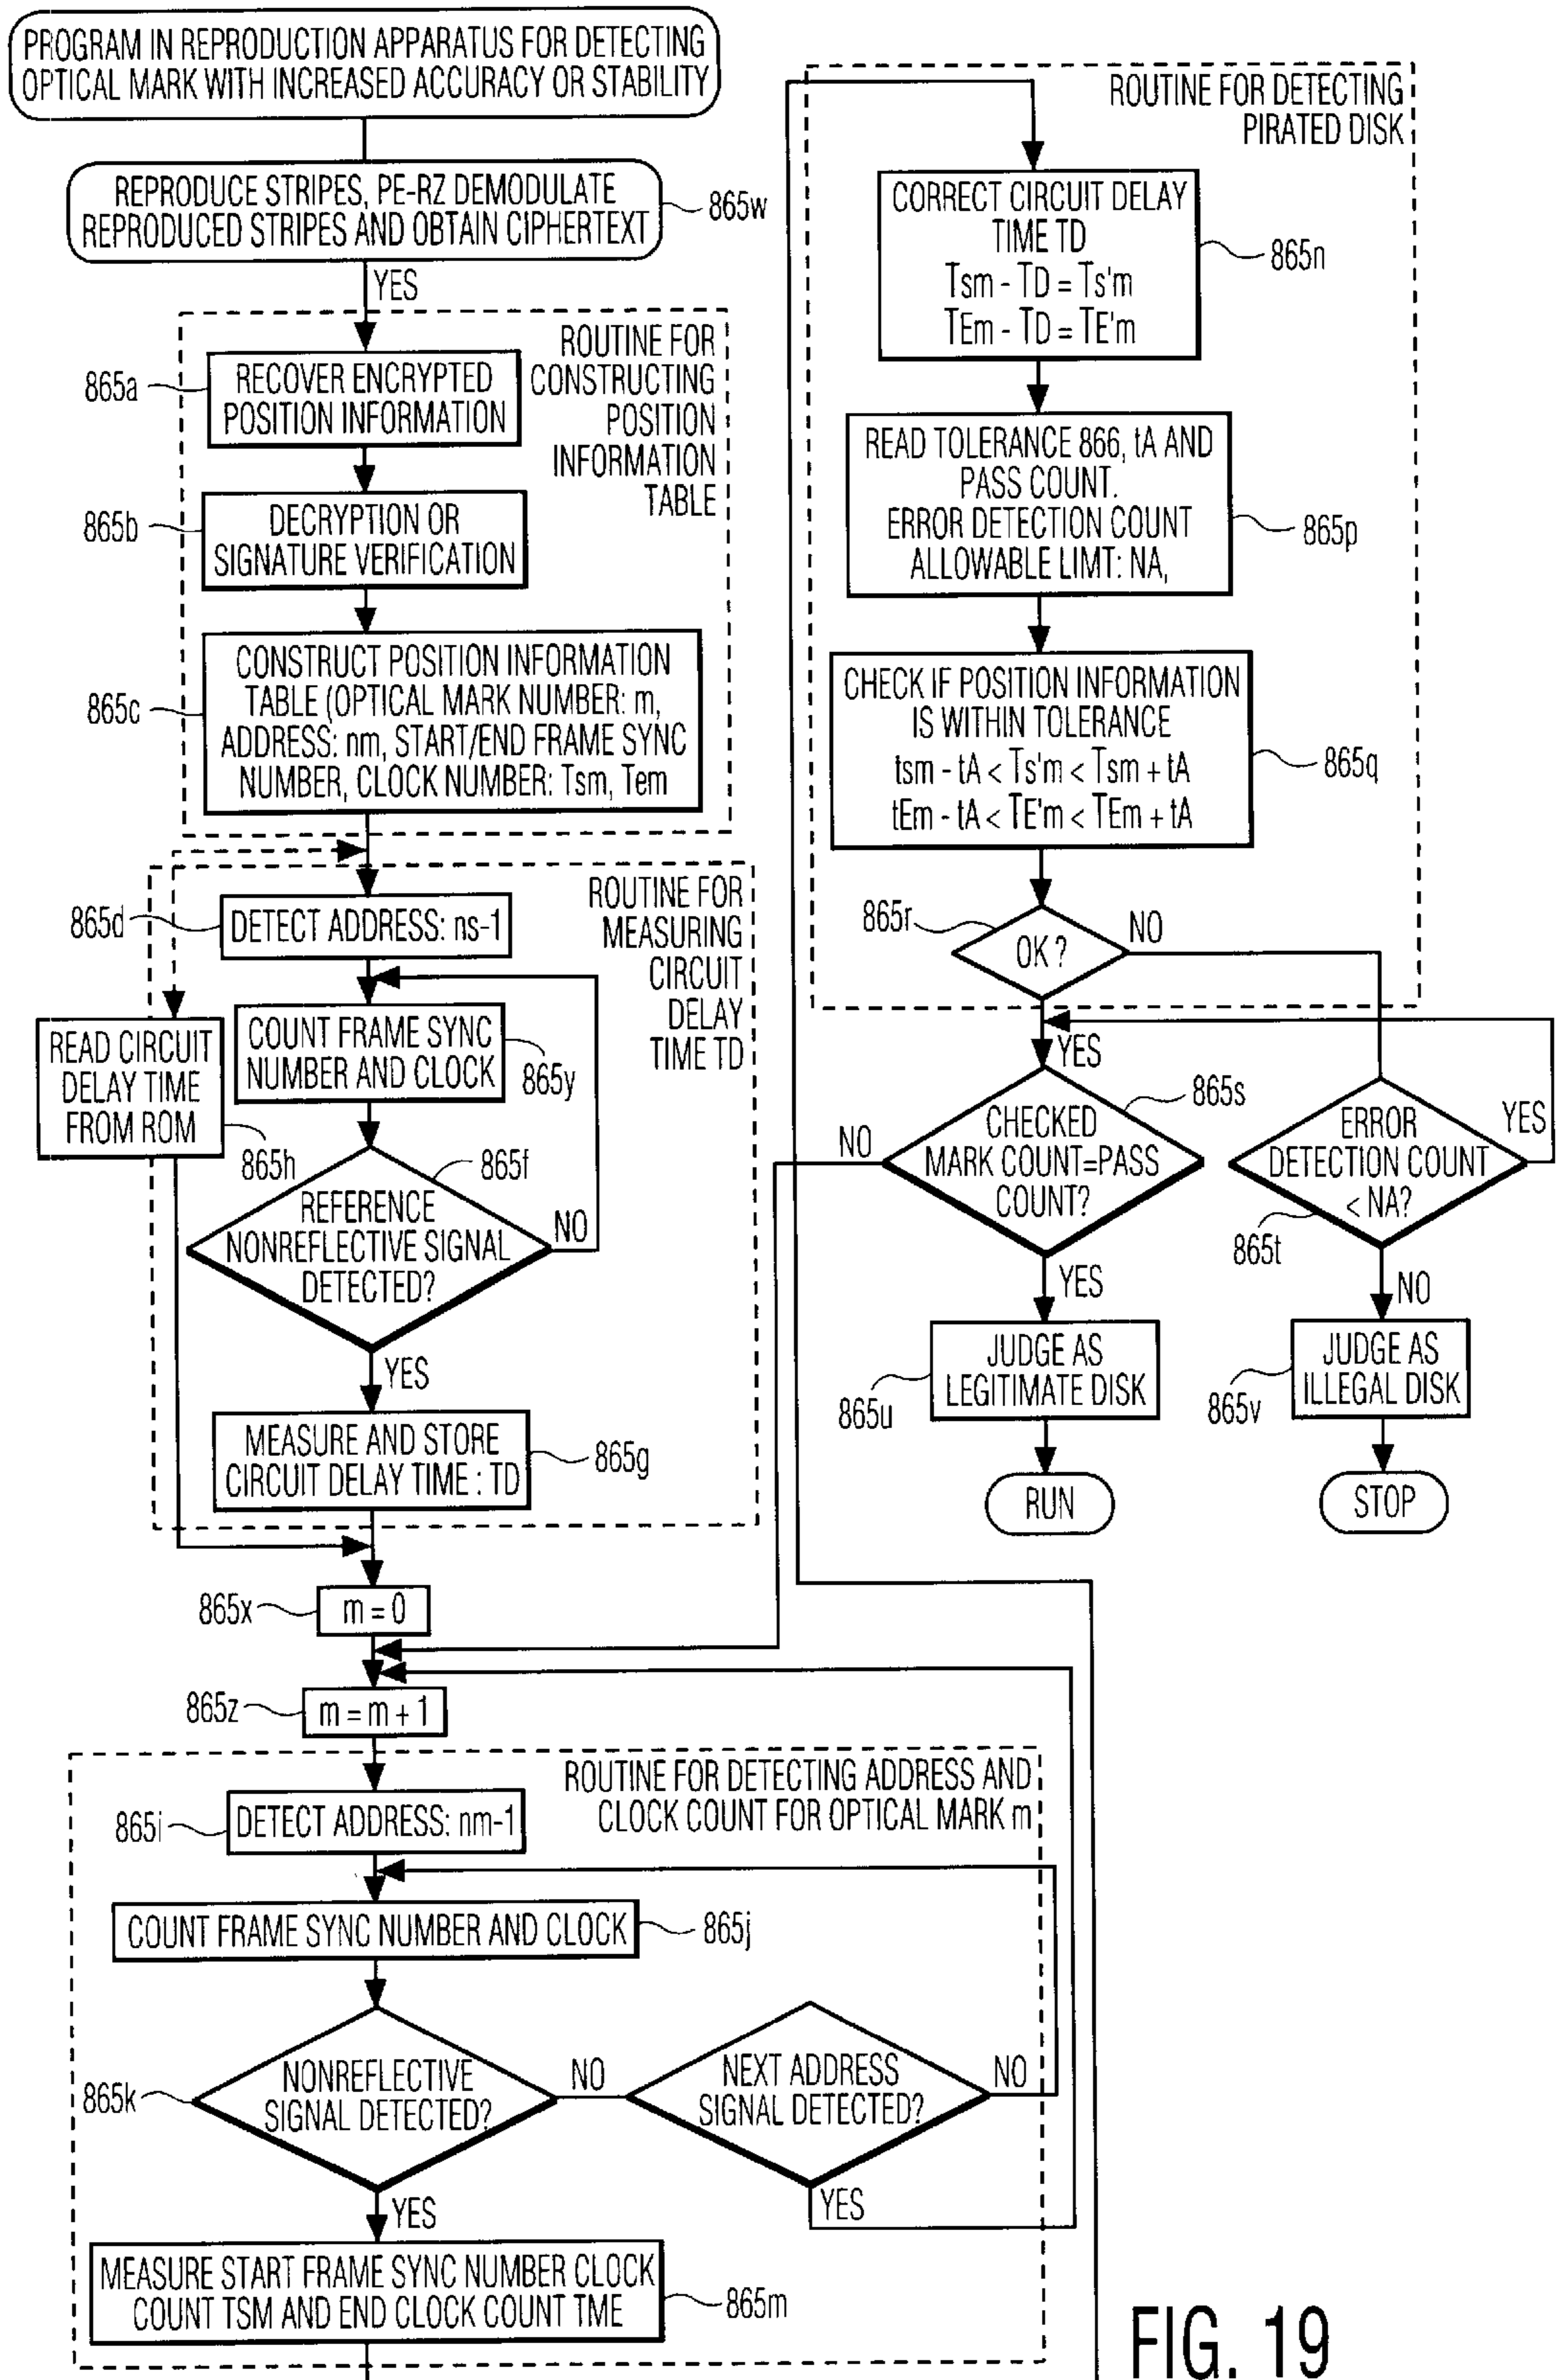 PROGRAM IN REPRODUCTION APPARATUS FOR DETECTING
OPTICAL MARK WITH INCREASED ACCURACY OR STABILITY
REPRODUCE STRIPES, PE-RZ DEMODULATE
REPRODUCED STRIPES AND OBTAIN CIPHERTEXT
865w
YES
ROUTINE FOR
CONSTRUCTING
POSITION
INFORMATION
TABLE
865a
RECOVER ENCRYPTED
POSITION INFORMATION
865b
DECRYPTION OR
SIGNATURE VERIFICATION
865c
CONSTRUCT POSITION INFORMATION
TABLE (OPTICAL MARK NUMBER: m,
ADDRESS: nm, START/END FRAME SYNC
NUMBER, CLOCK NUMBER: Tsm, Tem
ROUTINE FOR
MEASURING
CIRCUIT
DELAY
TIME TD
865d
DETECT ADDRESS: ns-1
COUNT FRAME SYNC
NUMBER AND CLOCK
865y
READ CIRCUIT
DELAY TIME
FROM ROM
865h
865f
REFERENCE
NONREFLECTIVE SIGNAL
DETECTED?
NO
YES
MEASURE AND STORE
CIRCUIT DELAY TIME : TD
865g
865x
m = 0
865z
m = m + 1
ROUTINE FOR DETECTING ADDRESS AND
CLOCK COUNT FOR OPTICAL MARK m
865i
DETECT ADDRESS: nm-1
COUNT FRAME SYNC NUMBER AND CLOCK
865j
865k
NONREFLECTIVE
SIGNAL DETECTED?
NO
NEXT ADDRESS
SIGNAL DETECTED?
NO
YES
YES
MEASURE START FRAME SYNC NUMBER CLOCK
COUNT TSM AND END CLOCK COUNT TME
865m
ROUTINE FOR DETECTING
PIRATED DISK
CORRECT CIRCUIT DELAY
TIME TD
Tsm - TD = Ts'm
TEm - TD = TE'm
865n
READ TOLERANCE 866, tA AND
PASS COUNT.
ERROR DETECTION COUNT
ALLOWABLE LIMT: NA,
865p
CHECK IF POSITION INFORMATION
IS WITHIN TOLERANCE
tsm - tA < Ts'm < Tsm + tA
tEm - tA < TE'm < TEm + tA
865q
865r
OK ?
NO
YES
865s
CHECKED
MARK COUNT=PASS
COUNT?
NO
YES
ERROR
DETECTION COUNT
< NA?
YES
865t
NO
JUDGE AS
LEGITIMATE DISK
865u
JUDGE AS
ILLEGAL DISK
865v
RUN
STOP
FIG. 19